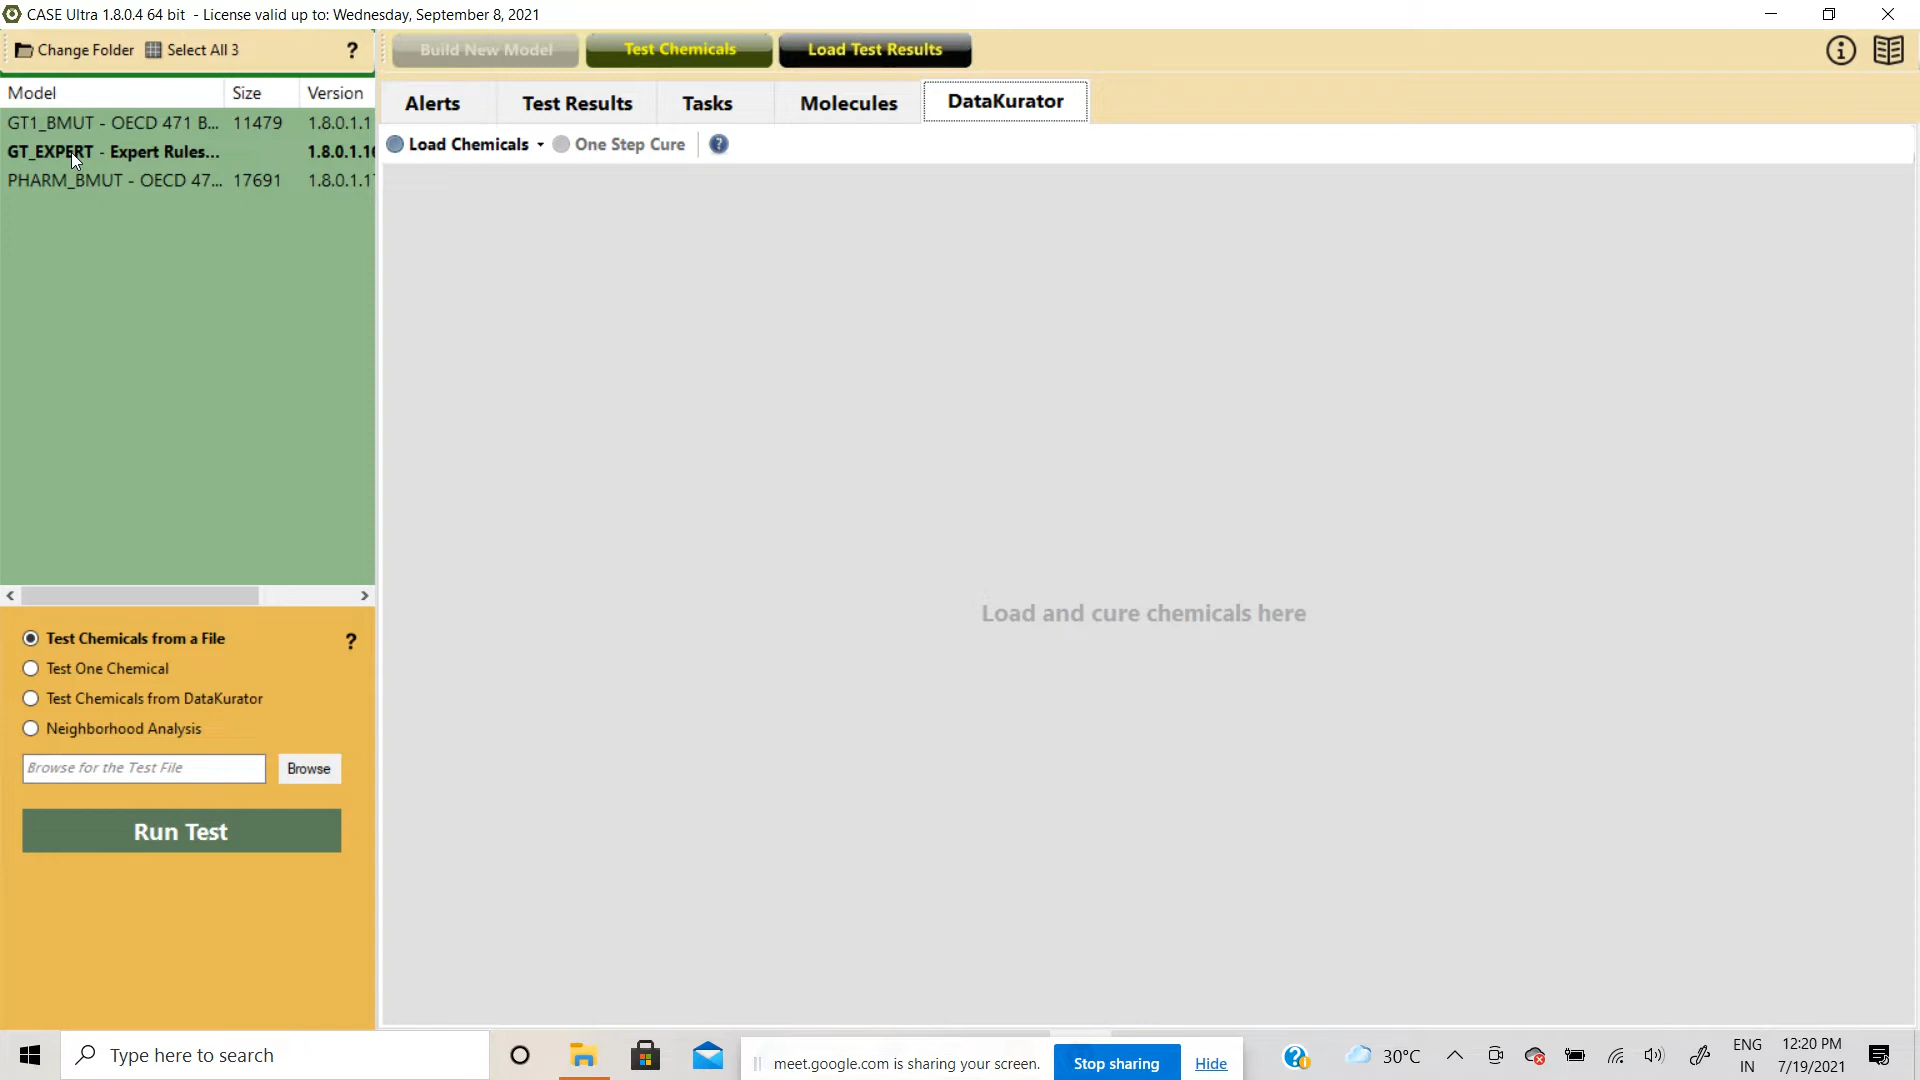 CASE Ultra 1.8.0.4 64 bit - License valid up to: Wednesday, September 8, 2021
Change Folder Select All 3 ?
Build New Model Test Chemicals Load Test Results
Model Size Version
Alerts Test Results Tasks Molecules DataKurator
GT1_BMUT - OECD 471 B... 11479 1.8.0.1.1
Load Chemicals One Step Cure ?
GT_EXPERT - Expert Rules... 1.8.0.1.16
PHARM_BMUT - OECD 47... 17691 1.8.0.1.1
Load and cure chemicals here
Test Chemicals from a File ?
Test One Chemical
Test Chemicals from DataKurator
Neighborhood Analysis
Browse for the Test File Browse
Run Test
Type here to search
meet.google.com is sharing your screen. Stop sharing Hide
30°C
ENG
IN
12:20 PM
7/19/2021